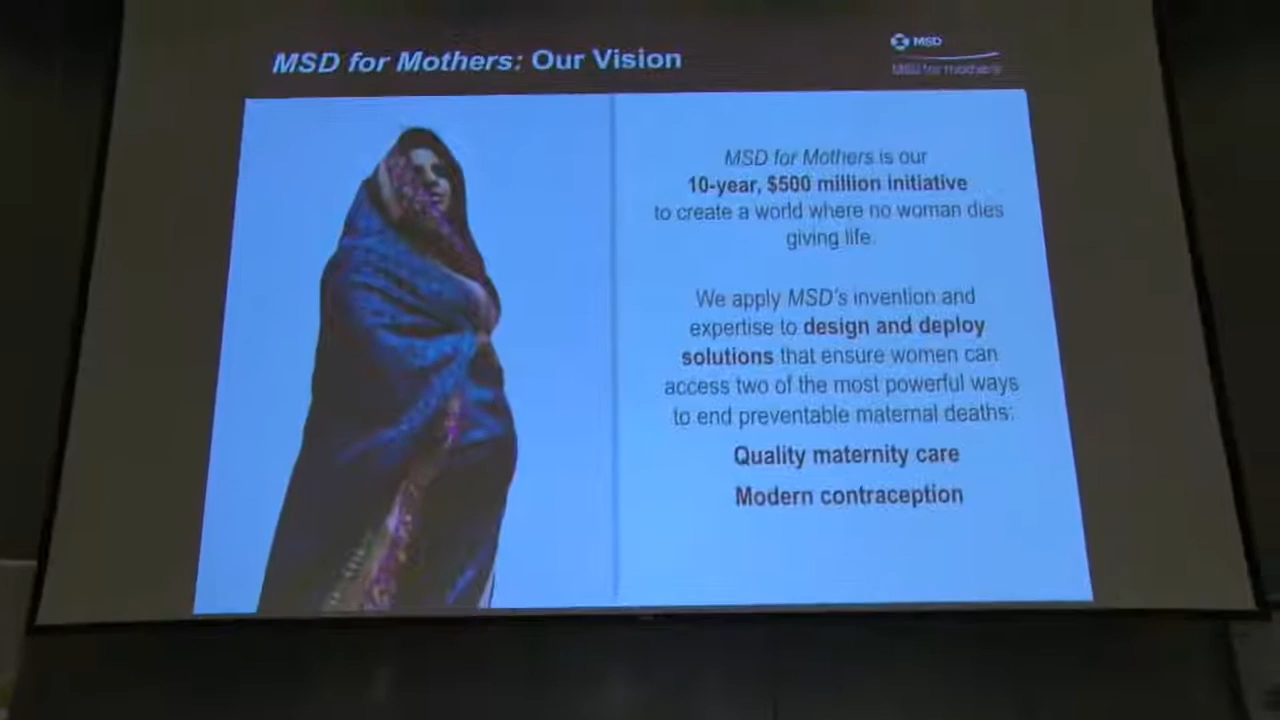 MSD for Mothers: Our Vision
MSD
MSD for mothers
MSD for Mothers is our
10-year, $500 million initiative
to create a world where no woman dies
giving life.
We apply MSD's invention and
expertise to design and deploy
solutions that ensure women can
access two of the most powerful ways
to end preventable maternal deaths:
Quality maternity care
Modern contraception